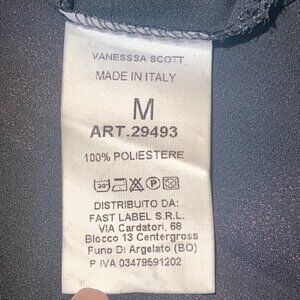 VANESSSA SCOTT
MADE IN ITALY
M
ART.29493
100% POLIESTERE
DISTRIBUITO DA:
FAST LABEL S.R.L.
VIA Cardatori, 68
Blocco 13 Centergross
Funo Di Argelato (BO)
P.IVA 03479591202